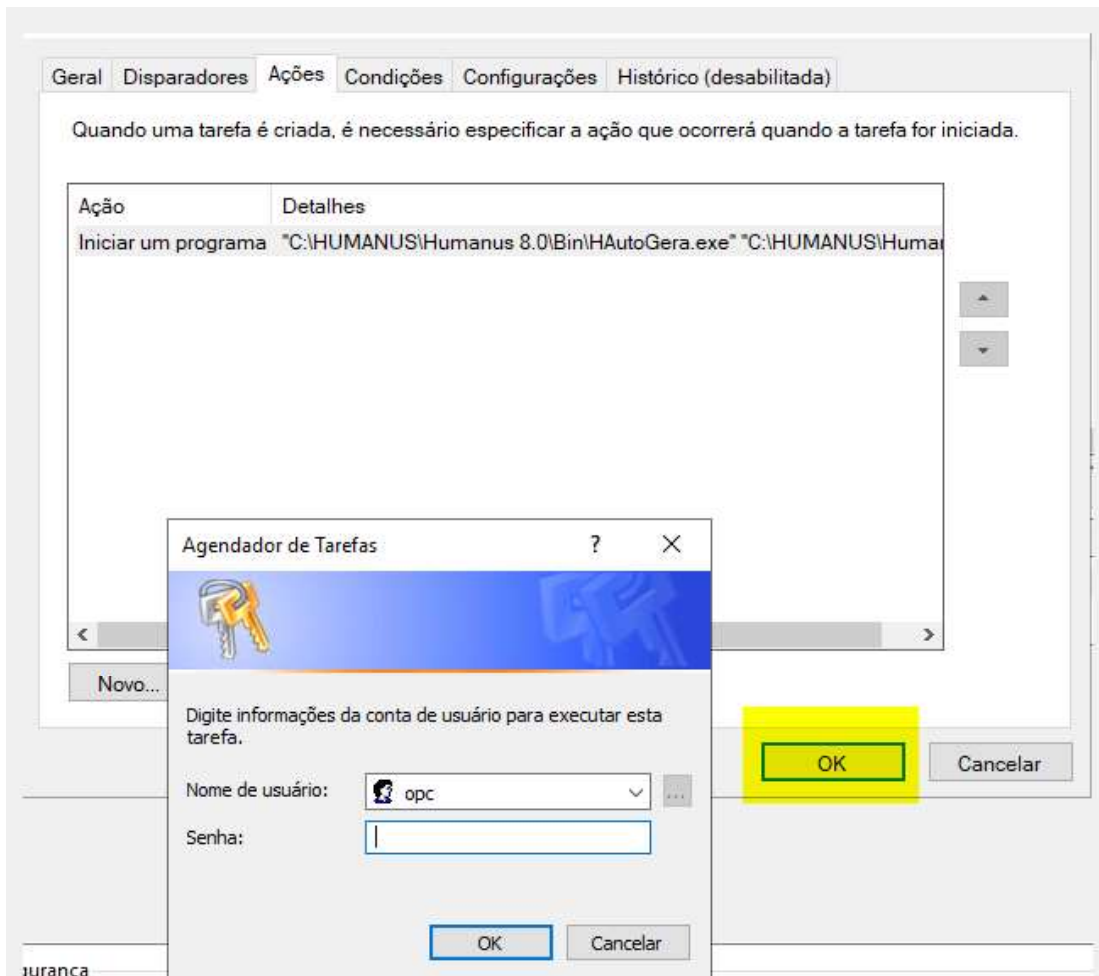 Geral Disparadores Ações Condições Configurações Histórico (desabilitada)
Quando uma tarefa é criada, é necessário especificar a ação que ocorrerá quando a tarefa for iniciada.
Ação Detalhes
Iniciar um programa "C:\HUMANUS\Humanus 8.0\Bin\HAutoGera.exe" "C:\HUMANUS\Human
Novo...
OK Cancelar
Agendador de Tarefas
Digite informações da conta de usuário para executar esta
tarefa.
Nome de usuário: opc ...
Senha:
OK Cancelar